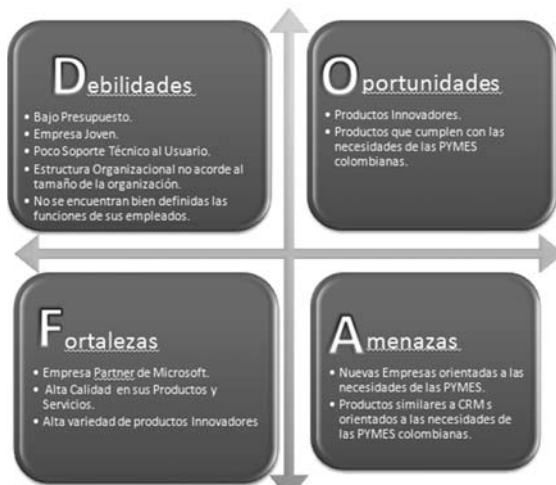 Debilidades
• Bajo Presupuesto.
• Empresa Joven.
• Poco Soporte Técnico al Usuario.
• Estructura Organizacional no acorde al
tamaño de la organización.
• No se encuentran bien definidas las
funciones de sus empleados.
Oportunidades
• Productos Innovadores.
• Productos que cumplen con las
necesidades de las PYMES
colombianas.
Fortalezas
• Empresa Partner de Microsoft.
• Alta Calidad en sus Productos y
Servicios.
• Alta variedad de productos Innovadores
Amenazas
• Nuevas Empresas orientadas a las
necesidades de las PYMES.
• Productos similares a CRM s
orientados a las necesidades de
las PYMES colombianas.